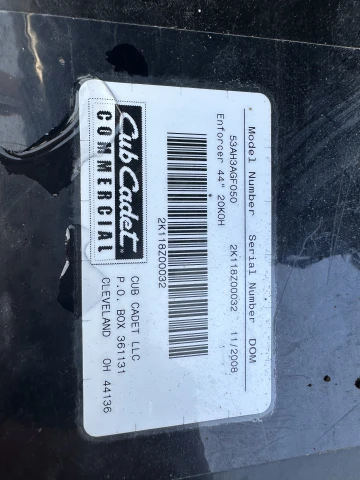 Model Number Serial Number DOM
53AH3AGF050 2K118Z00032 11/2008
Enforcer 44" 20KOH
2K118Z00032
Cub Cadet
COMMERCIAL
CUB CADET LLC
P.O. BOX 361131
CLEVELAND OH 44136